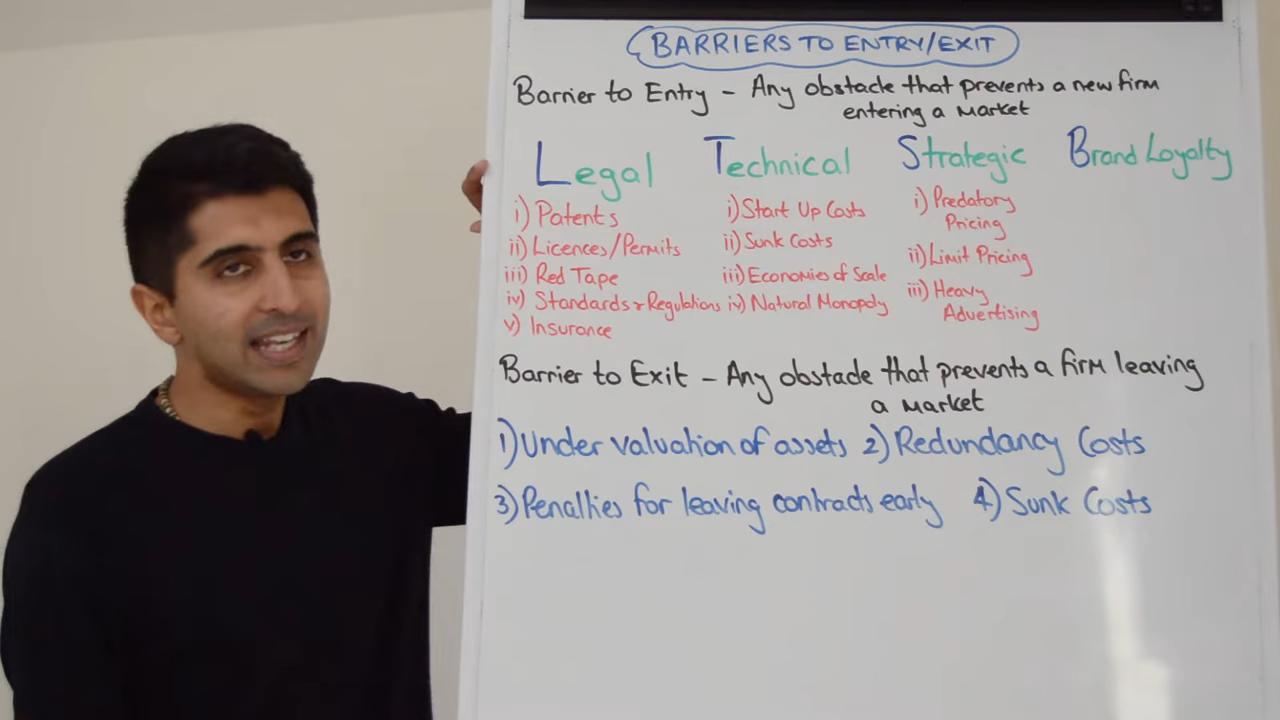 BARRIERS TO ENTRY/EXIT
Barrier to Entry - Any obstacle that prevents a new firm
entering a market
Legal
i) Patents
ii) Licences/Permits
iii) Red Tape
iv) Standards & Regulations
v) Insurance
Technical
i) Start Up Costs
ii) Sunk Costs
iii) Economies of Scale
iv) Natural Monopoly
Strategic
i) Predatory
Pricing
ii) Limit Pricing
iii) Heavy
Advertising
Brand Loyalty
Barrier to Exit - Any obstacle that prevents a firm leaving
a market
1) Under valuation of assets 2) Redundancy Costs
3) Penalties for leaving contracts early 4) Sunk Costs